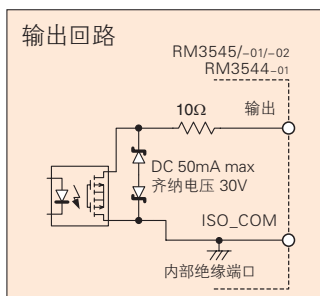 输出回路
RM3545/-01/-02
RM3544-01
10Ω
输出
DC 50mA max
齐纳电压 30V
ISO_COM
内部绝缘端口